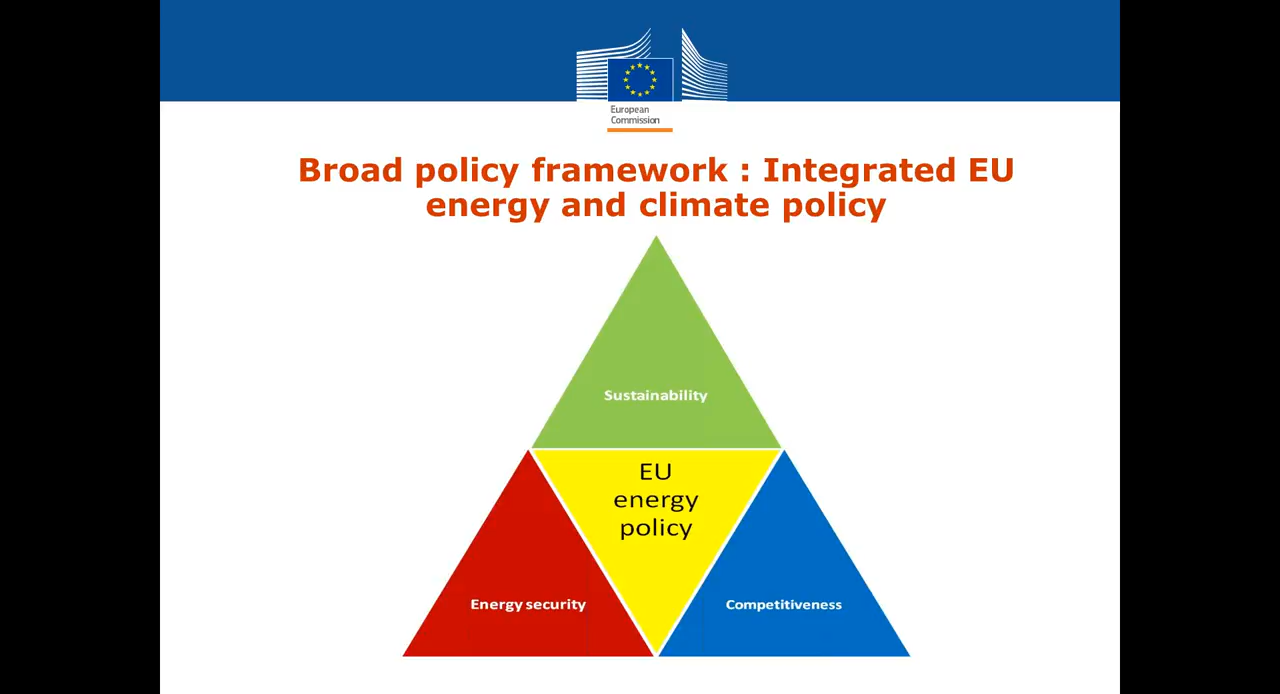 European
Commission
Broad policy framework : Integrated EU
energy and climate policy
Sustainability
EU
energy
policy
Energy security
Competitiveness